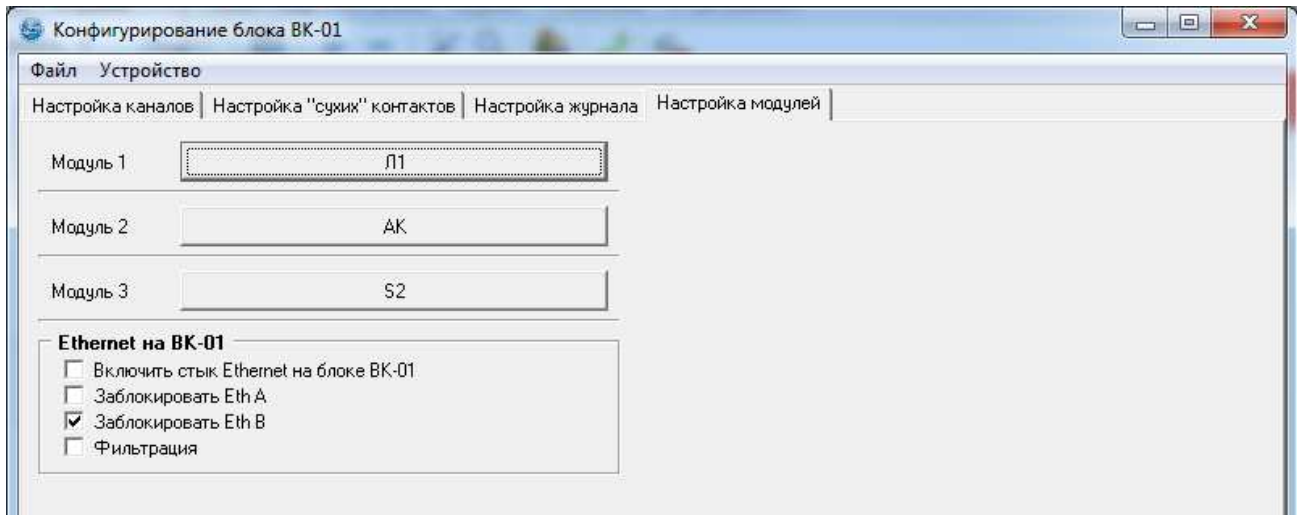 Конфигурирование блока ВК-01
Файл Устройство
Настройка каналов Настройка "сухих" контактов Настройка журнала Настройка модулей
Модуль 1 Л1
Модуль 2 АК
Модуль 3 S2
Ethernet на ВК-01
Включить стык Ethernet на блоке ВК-01
Заблокировать Eth A
Заблокировать Eth B
Фильтрация